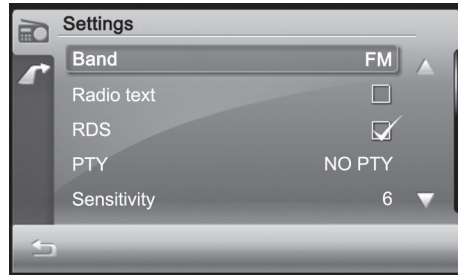 Settings
Band FM
Radio text
RDS
PTY NO PTY
Sensitivity 6